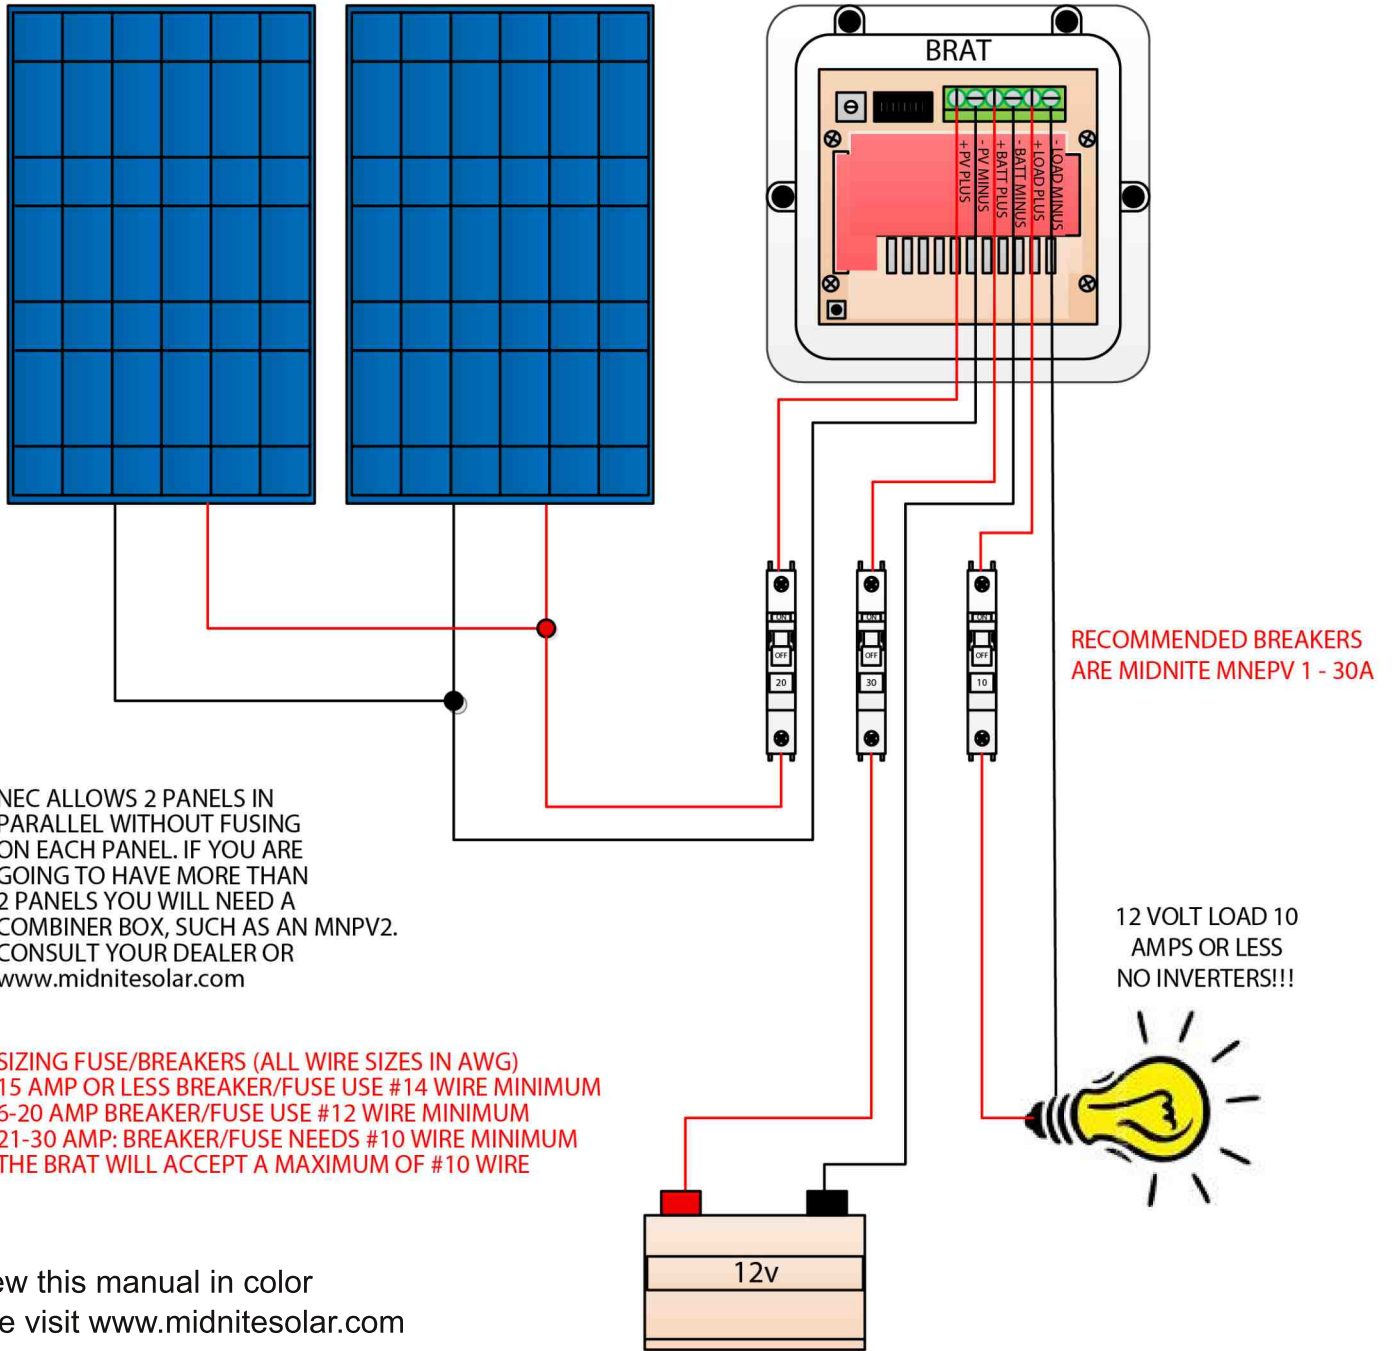 BRAT
+ PV PLUS
- PV MINUS
+ BATT PLUS
- BATT MINUS
+ LOAD PLUS
- LOAD MINUS
ON
OFF
20
ON
OFF
30
ON
OFF
10
RECOMMENDED BREAKERS
ARE MIDNITE MNEPV 1 - 30A
NEC ALLOWS 2 PANELS IN
PARALLEL WITHOUT FUSING
ON EACH PANEL. IF YOU ARE
GOING TO HAVE MORE THAN
2 PANELS YOU WILL NEED A
COMBINER BOX, SUCH AS AN MNPV2.
CONSULT YOUR DEALER OR
www.midnitesolar.com
12 VOLT LOAD 10
AMPS OR LESS
NO INVERTERS!!!
SIZING FUSE/BREAKERS (ALL WIRE SIZES IN AWG)
15 AMP OR LESS BREAKER/FUSE USE #14 WIRE MINIMUM
6-20 AMP BREAKER/FUSE USE #12 WIRE MINIMUM
21-30 AMP: BREAKER/FUSE NEEDS #10 WIRE MINIMUM
THE BRAT WILL ACCEPT A MAXIMUM OF #10 WIRE
12v
ew this manual in color
e visit www.midnitesolar.com